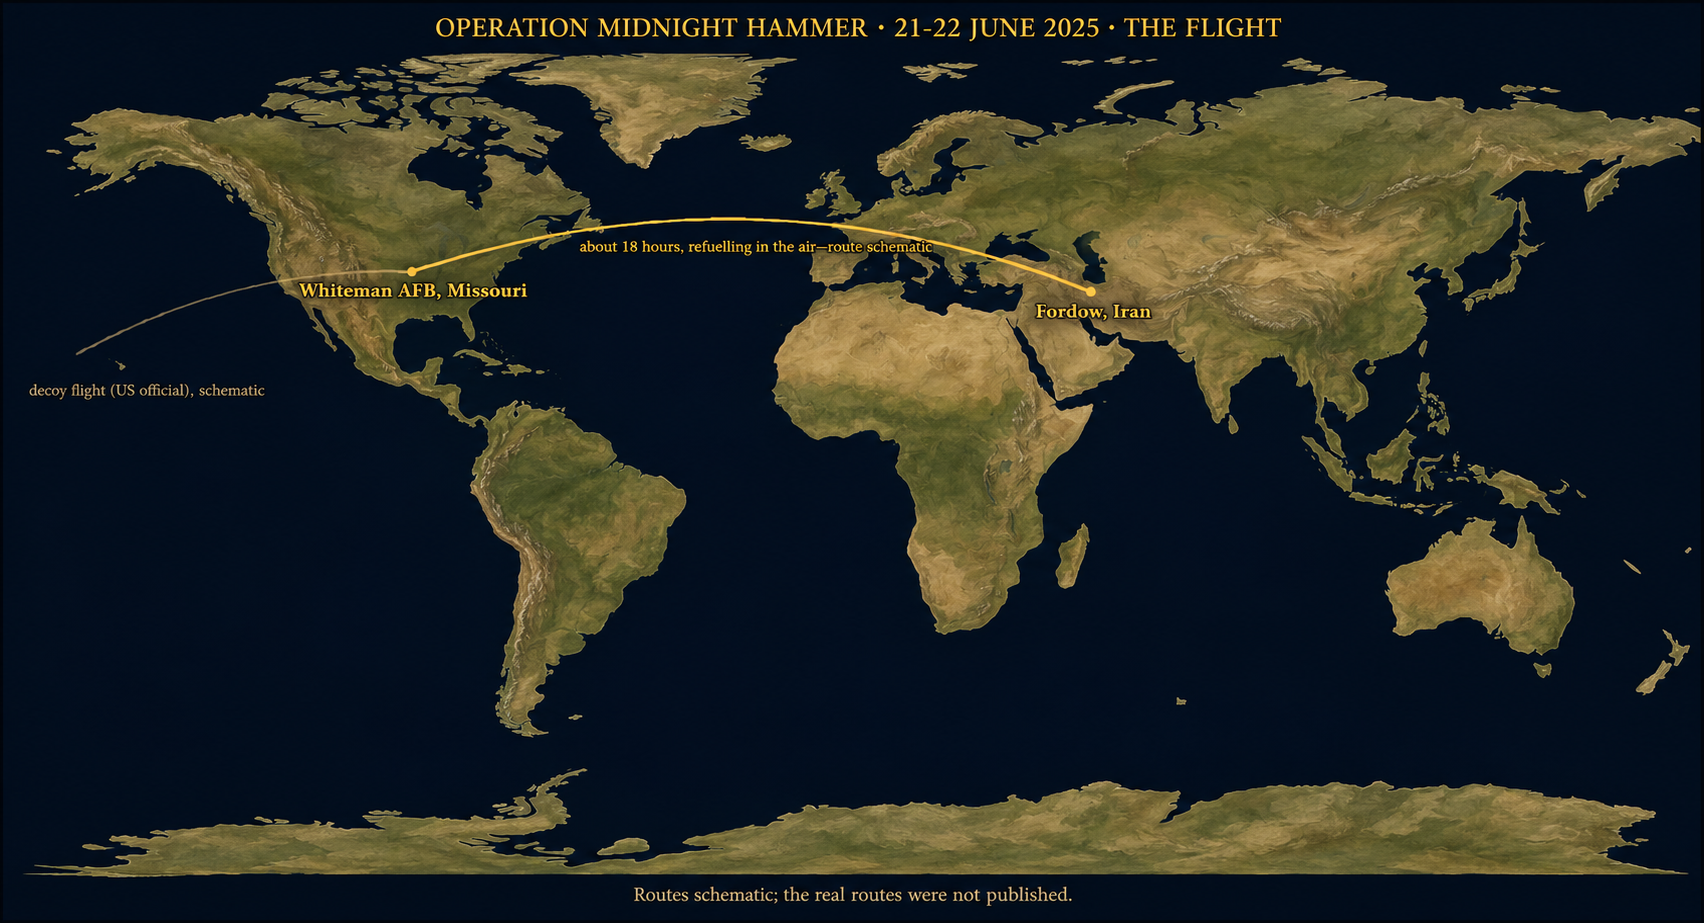 OPERATION MIDNIGHT HAMMER · 21-22 JUNE 2025 · THE FLIGHT
about 18 hours, refuelling in the air—route schematic
Whiteman AFB, Missouri
Fordow, Iran
decoy flight (US official), schematic
Routes schematic; the real routes were not published.